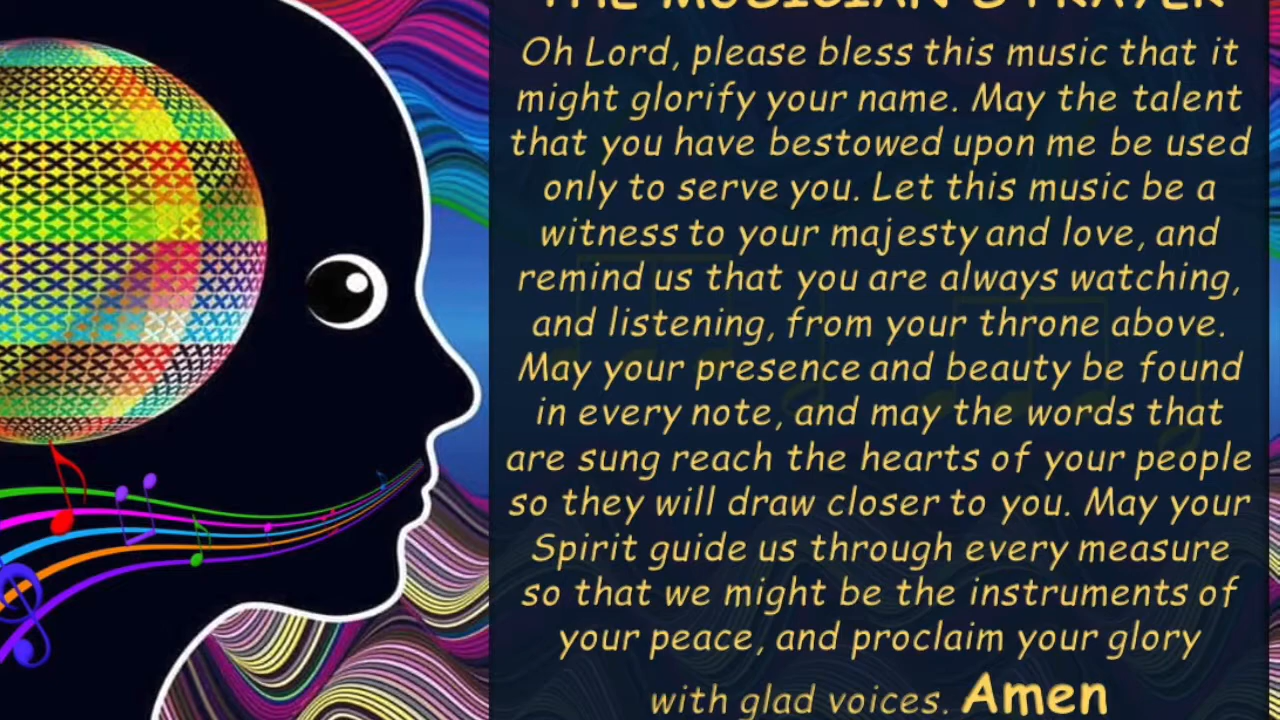 THE MUSICIAN'S PRAYER
Oh Lord, please bless this music that it
might glorify your name. May the talent
that you have bestowed upon me be used
only to serve you. Let this music be a
witness to your majesty and love, and
remind us that you are always watching,
and listening, from your throne above.
May your presence and beauty be found
in every note, and may the words that
are sung reach the hearts of your people
so they will draw closer to you. May your
Spirit guide us through every measure
so that we might be the instruments of
your peace, and proclaim your glory
with glad voices. Amen